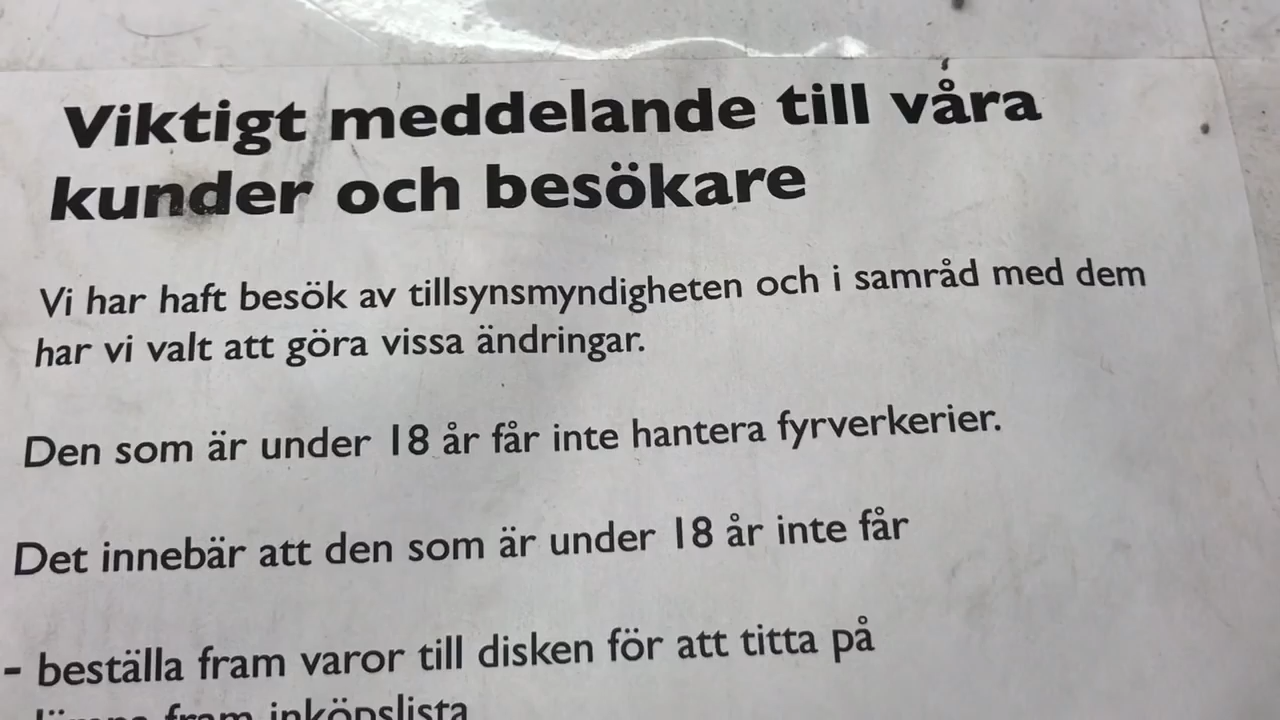 Viktigt meddelande till våra
kunder och besökare
Vi har haft besök av tillsynsmyndigheten och i samråd med dem
har vi valt att göra vissa ändringar.
Den som är under 18 år får inte hantera fyrverkerier.
Det innebär att den som är under 18 år inte får
- beställa fram varor till disken för att titta på
fram inköpslista